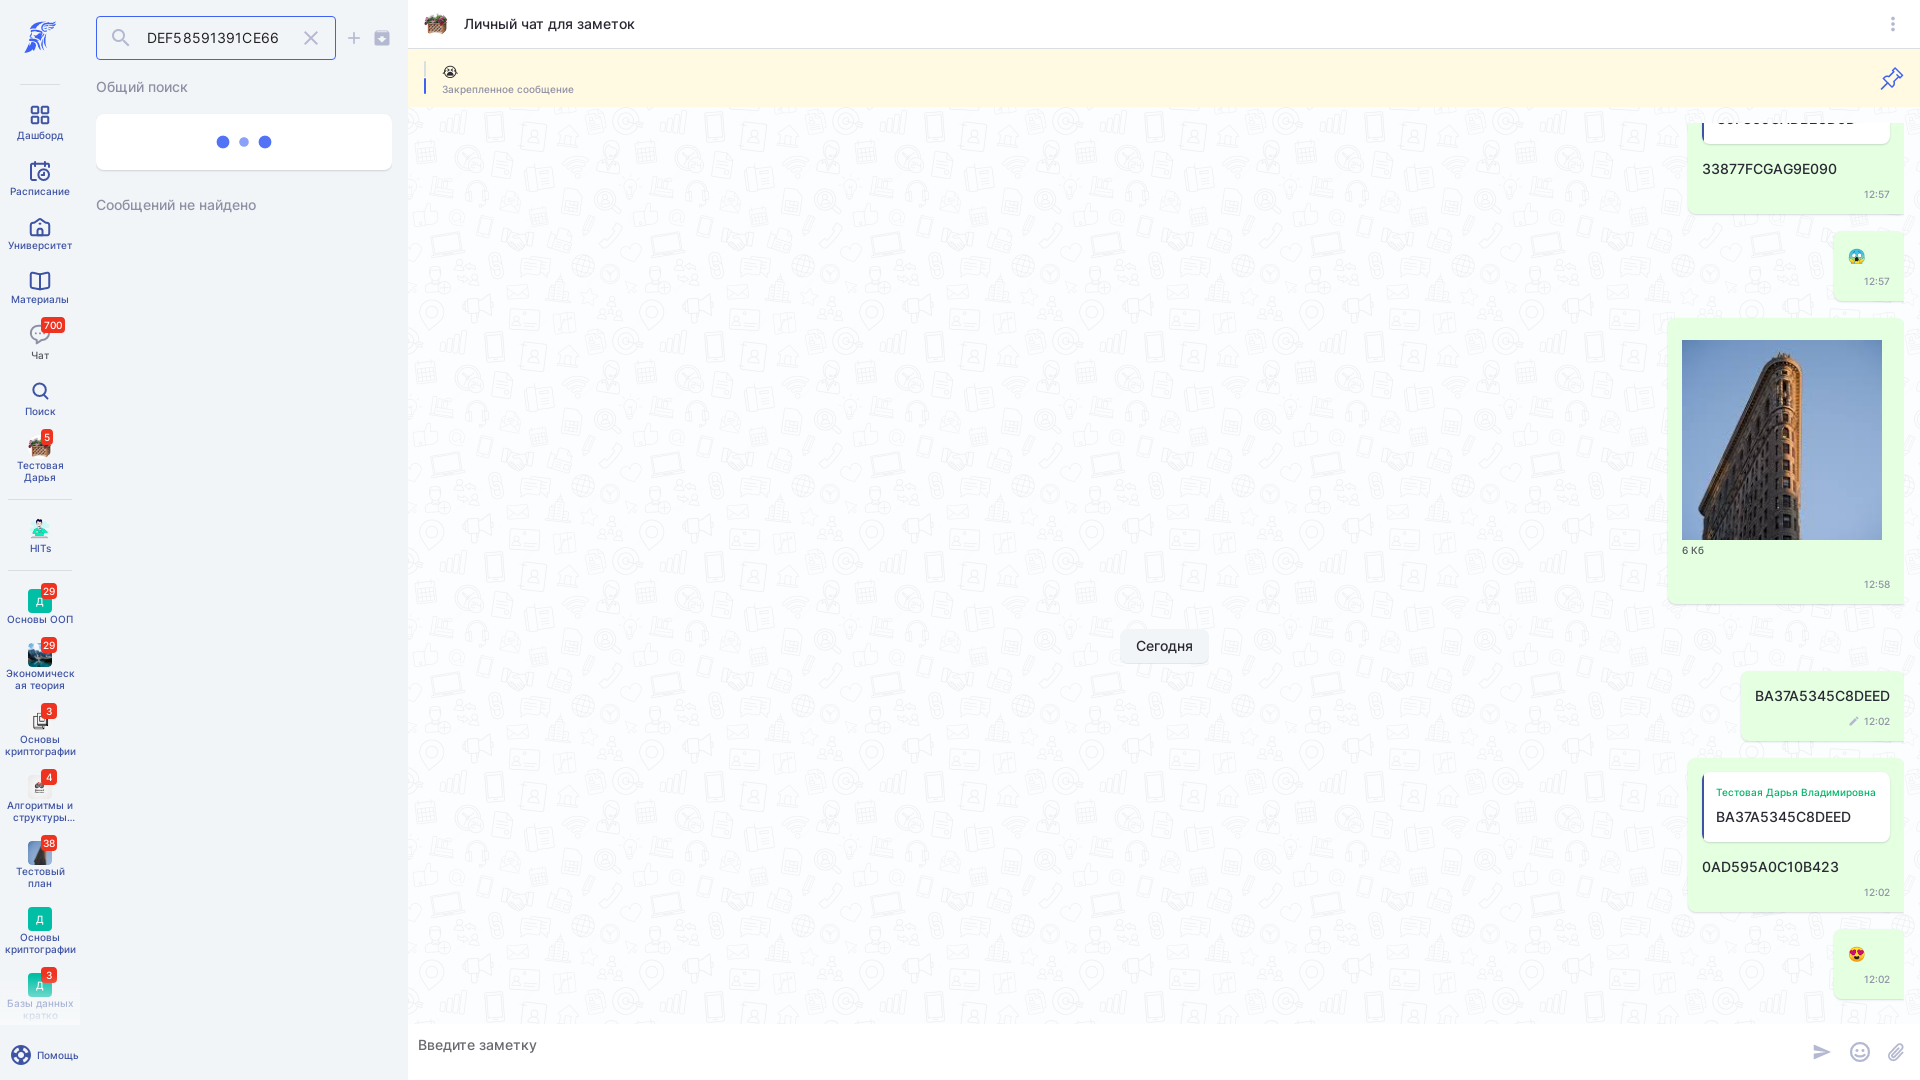 DEF58591391CE66
Общий поиск
Сообщений не найдено
Дашборд
Расписание
Университет
Материалы
700
Чат
Поиск
5
Тестовая
Дарья
HITs
29
Д
Основы ООП
29
Экономическ
ая теория
3
Основы
криптографии
4
Алгоритмы и
структуры...
38
Тестовый
план
Д
Основы
криптографии
3
Д
Базы данных
кратко
Помощь
Личный чат для заметок
Закрепленное сообщение
33877FCGAG9E090
12:57
12:57
6 Кб
12:58
Сегодня
BA37A5345C8DEED
12:02
Тестовая Дарья Владимировна
BA37A5345C8DEED
0AD595A0C10B423
12:02
12:02
Введите заметку